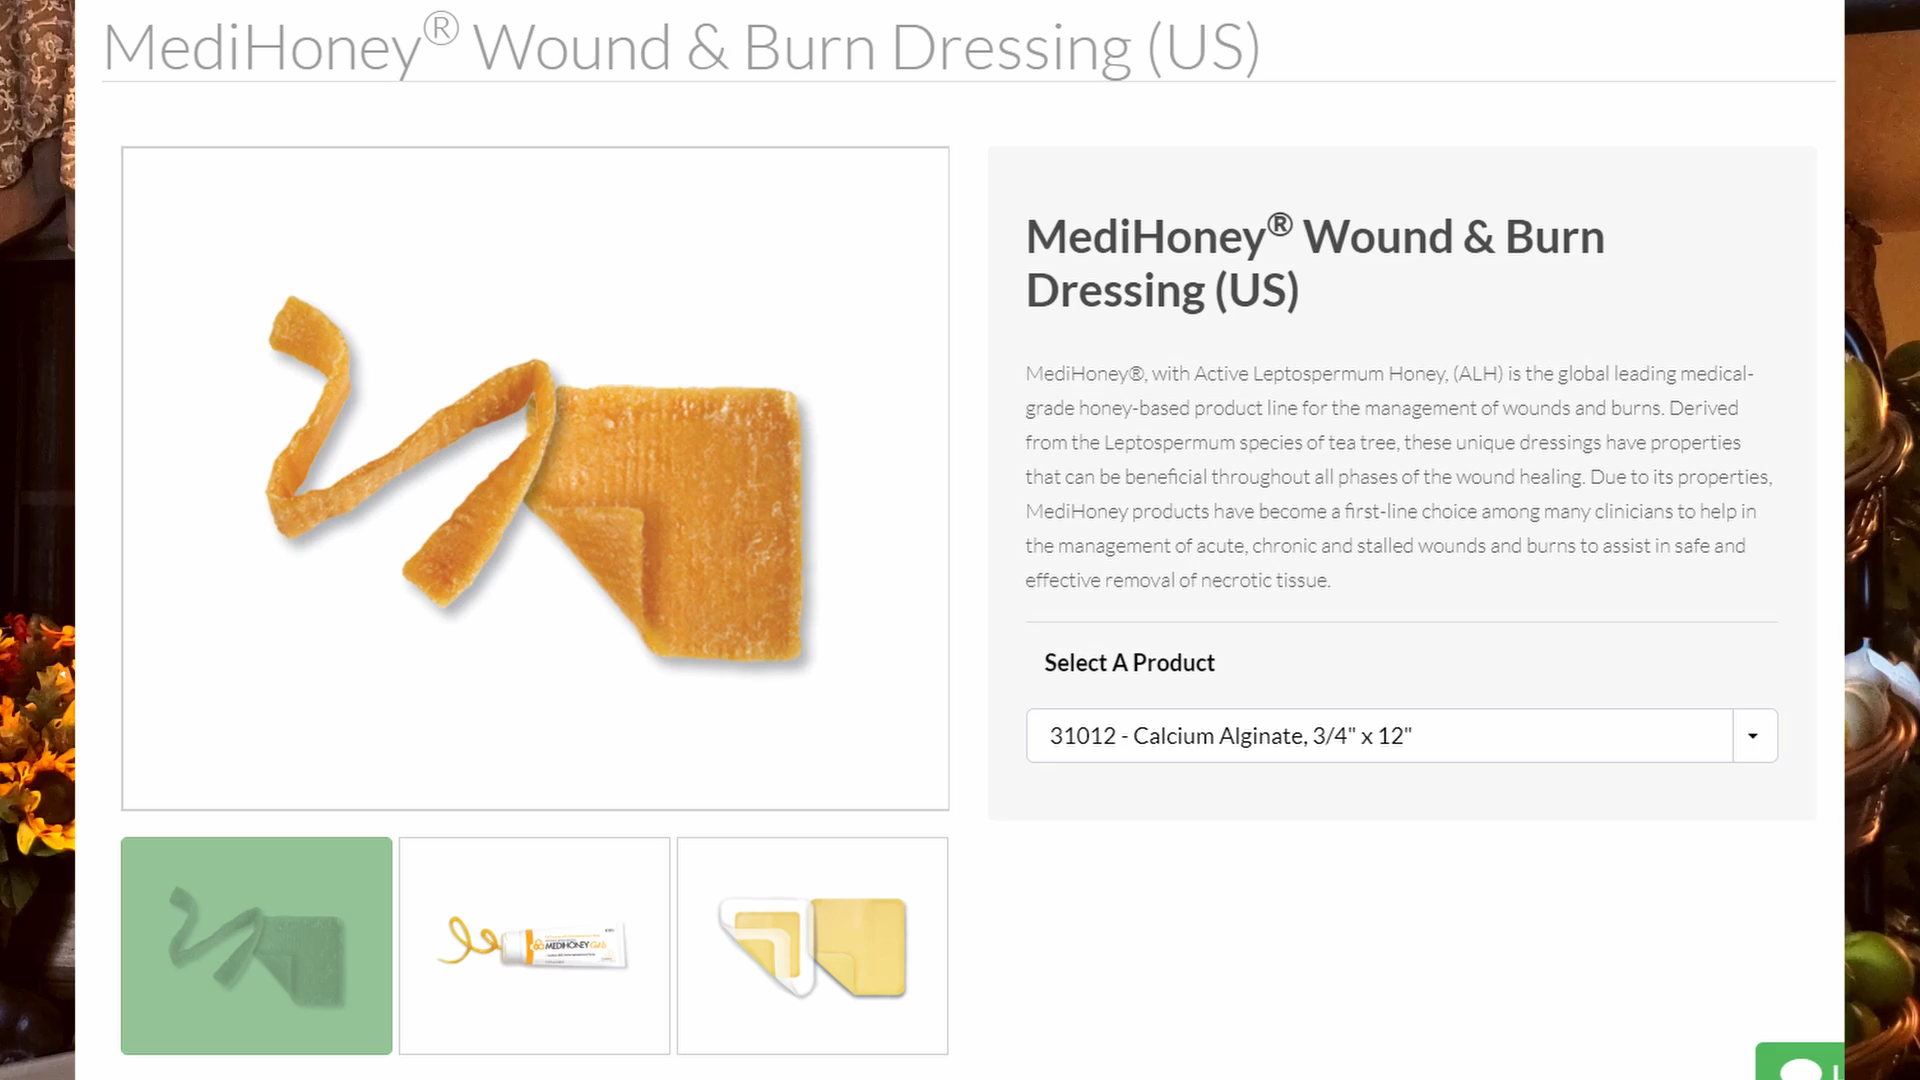 MediHoney® Wound & Burn Dressing (US)
MediHoney® Wound & Burn
Dressing (US)
MediHoney®, with Active Leptospermum Honey, (ALH) is the global leading medical-
grade honey-based product line for the management of wounds and burns. Derived
from the Leptospermum species of tea tree, these unique dressings have properties
that can be beneficial throughout all phases of the wound healing. Due to its properties,
MediHoney products have become a first-line choice among many clinicians to help in
the management of acute, chronic and stalled wounds and burns to assist in safe and
effective removal of necrotic tissue.
Select A Product
31012 - Calcium Alginate, 3/4" x 12"
MEDIHONEY Gel